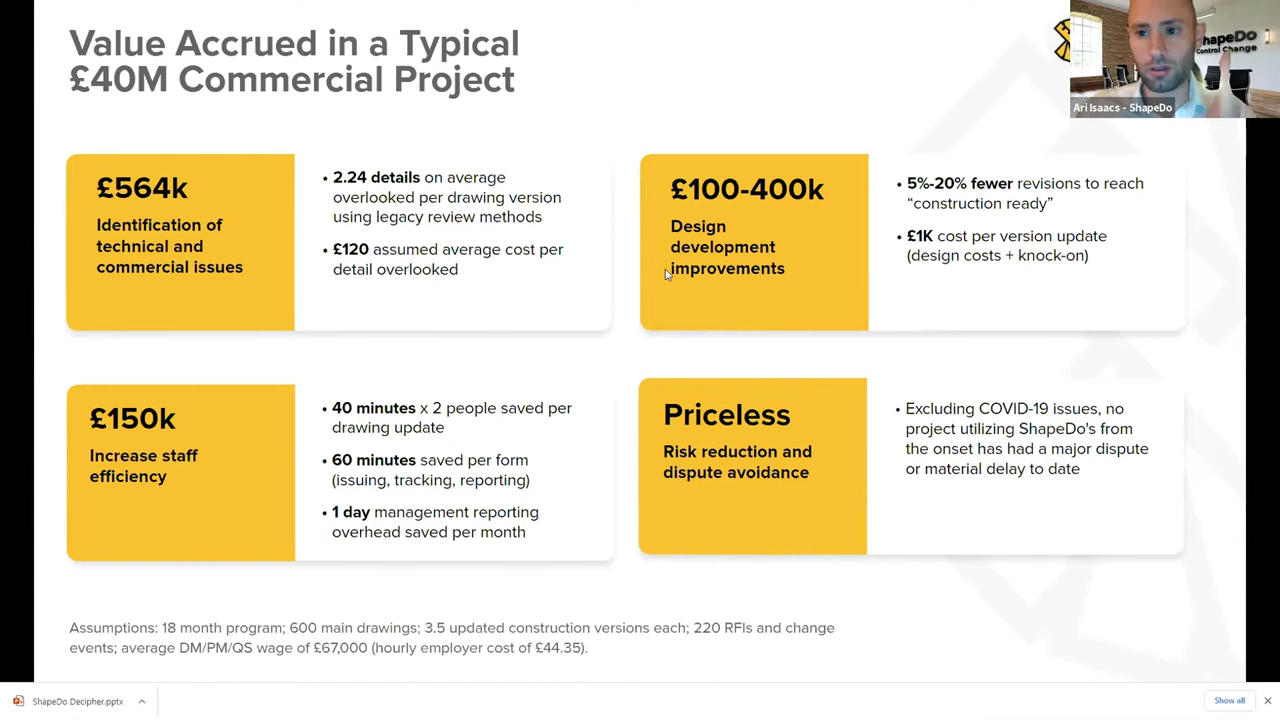 Value Accrued in a Typical
£40M Commercial Project
hapeDo
Control Change
Ari Isaacs - ShapeDo
£564k
Identification of
technical and
commercial issues
• 2.24 details on average
overlooked per drawing version
using legacy review methods
• £120 assumed average cost per
detail overlooked
£100-400k
Design
development
improvements
• 5%-20% fewer revisions to reach
“construction ready”
• £1K cost per version update
(design costs + knock-on)
£150k
Increase staff
efficiency
• 40 minutes x 2 people saved per
drawing update
• 60 minutes saved per form
(issuing, tracking, reporting)
• 1 day management reporting
overhead saved per month
Priceless
Risk reduction and
dispute avoidance
• Excluding COVID-19 issues, no
project utilizing ShapeDo's from
the onset has had a major dispute
or material delay to date
Assumptions: 18 month program; 600 main drawings; 3.5 updated construction versions each; 220 RFIs and change
events; average DM/PM/QS wage of £67,000 (hourly employer cost of £44.35).
ShapeDo Decipher.pptx
Show all